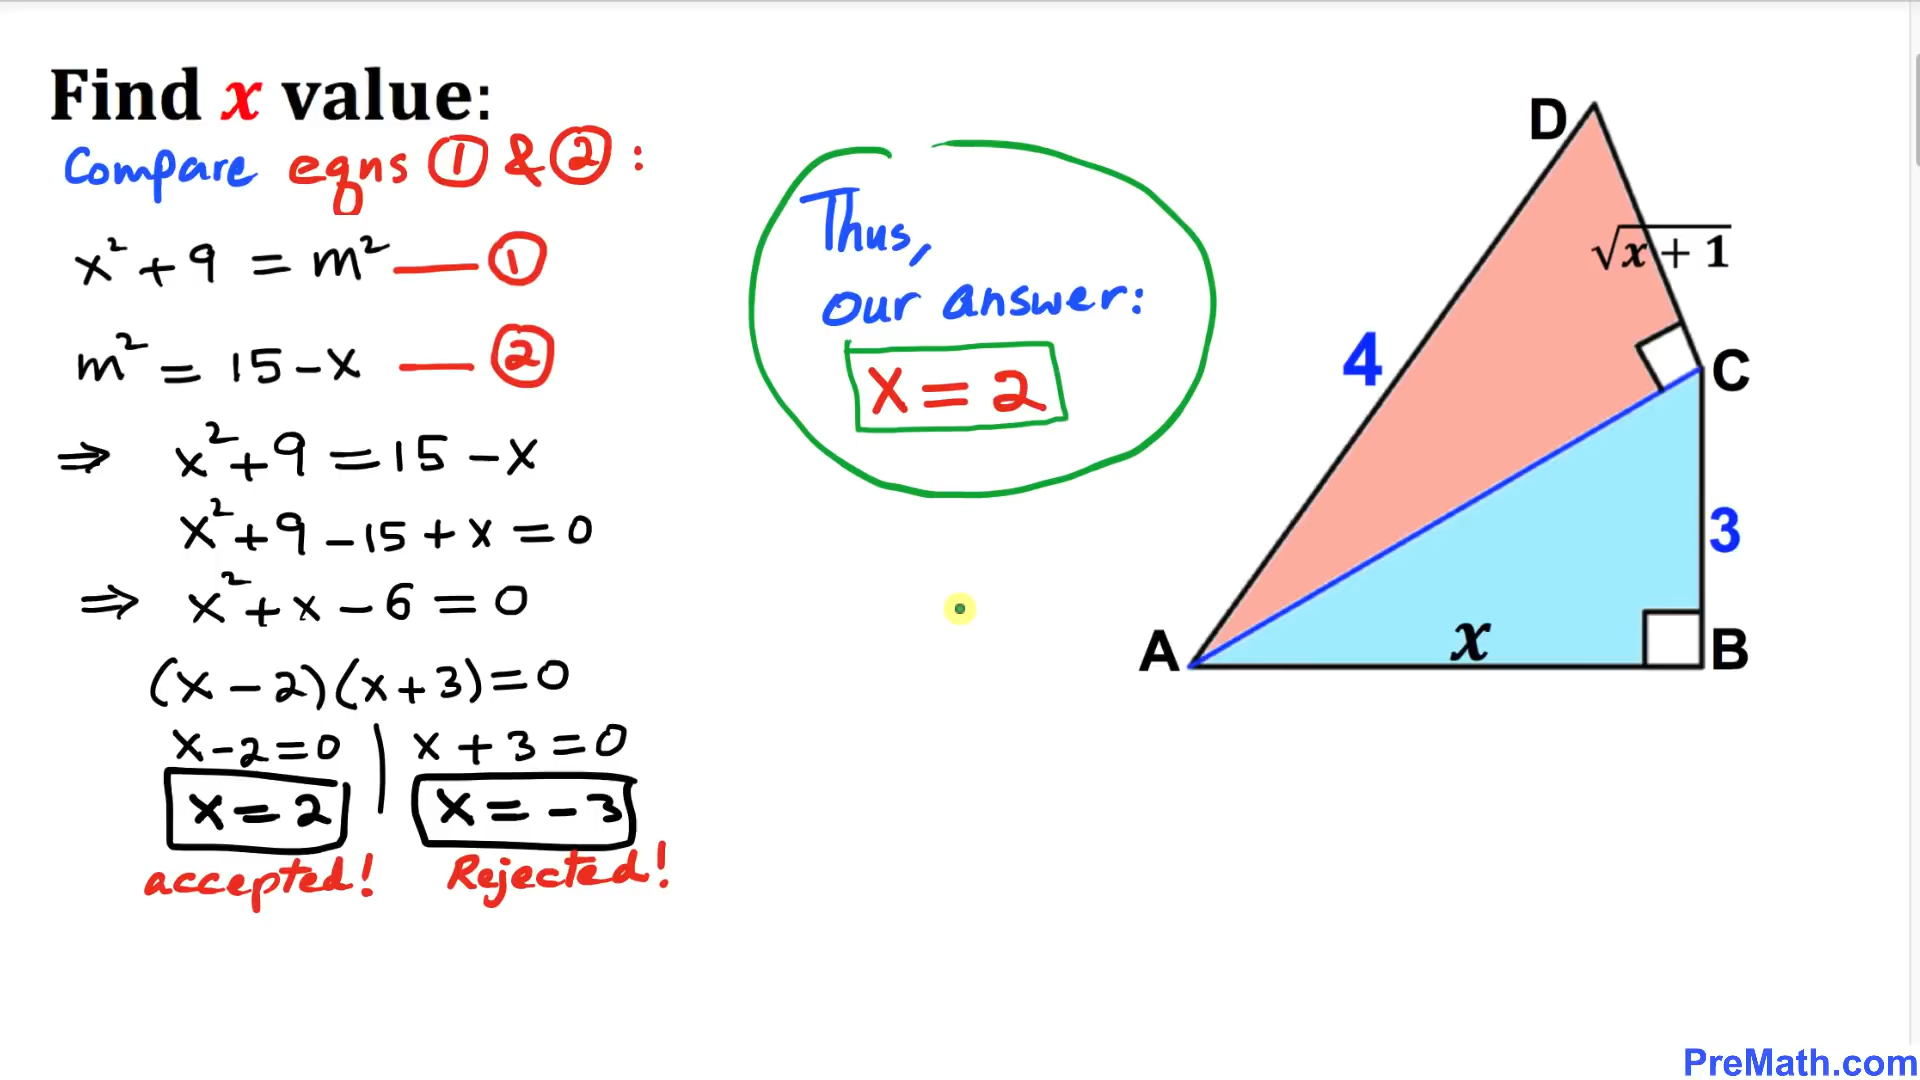 Find x value:
Compare eqns ① & ② :
x² + 9 = m² — ①
m² = 15 - x — ②
⇒ x² + 9 = 15 - x
x² + 9 - 15 + x = 0
⇒ x² + x - 6 = 0
(x - 2)(x + 3) = 0
x - 2 = 0 | x + 3 = 0
x = 2 x = -3
accepted! Rejected!
Thus,
our answer:
x = 2
D
√x + 1
4
C
3
A
x
B
PreMath.com